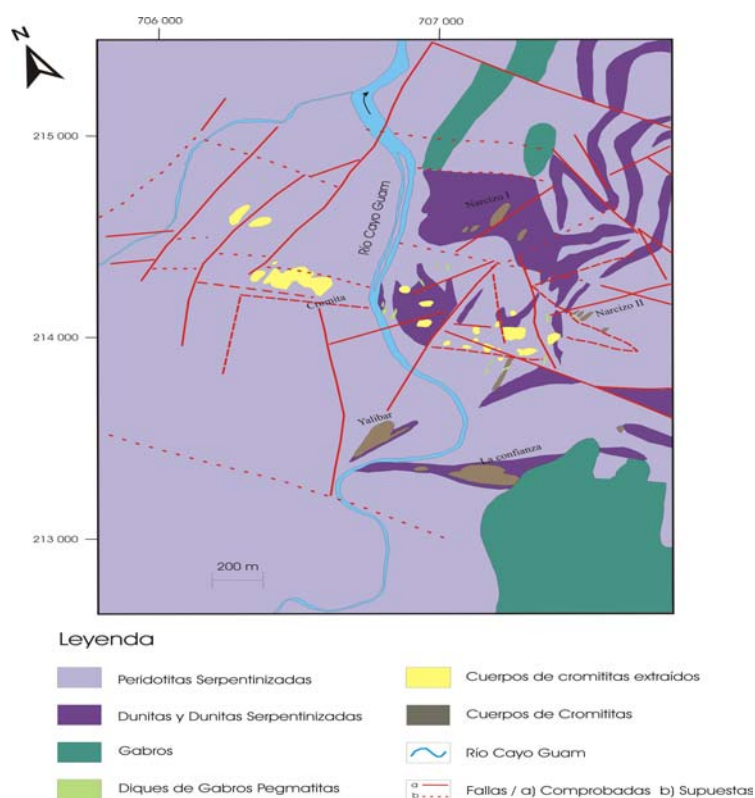 706 000
707 000
N
215 000
Narcizo I
Río Cayo Guam
Cromita
214 000
Narcizo II
Yalibar
La confianza
213 000
200 m
Leyenda
Peridotitas Serpentinizadas
Dunitas y Dunitas Serpentinizadas
Gabros
Diques de Gabros Pegmatitas
Cuerpos de cromititas extraídos
Cuerpos de Cromititas
Río Cayo Guam
a
b
Fallas / a) Comprobadas b) Supuestas